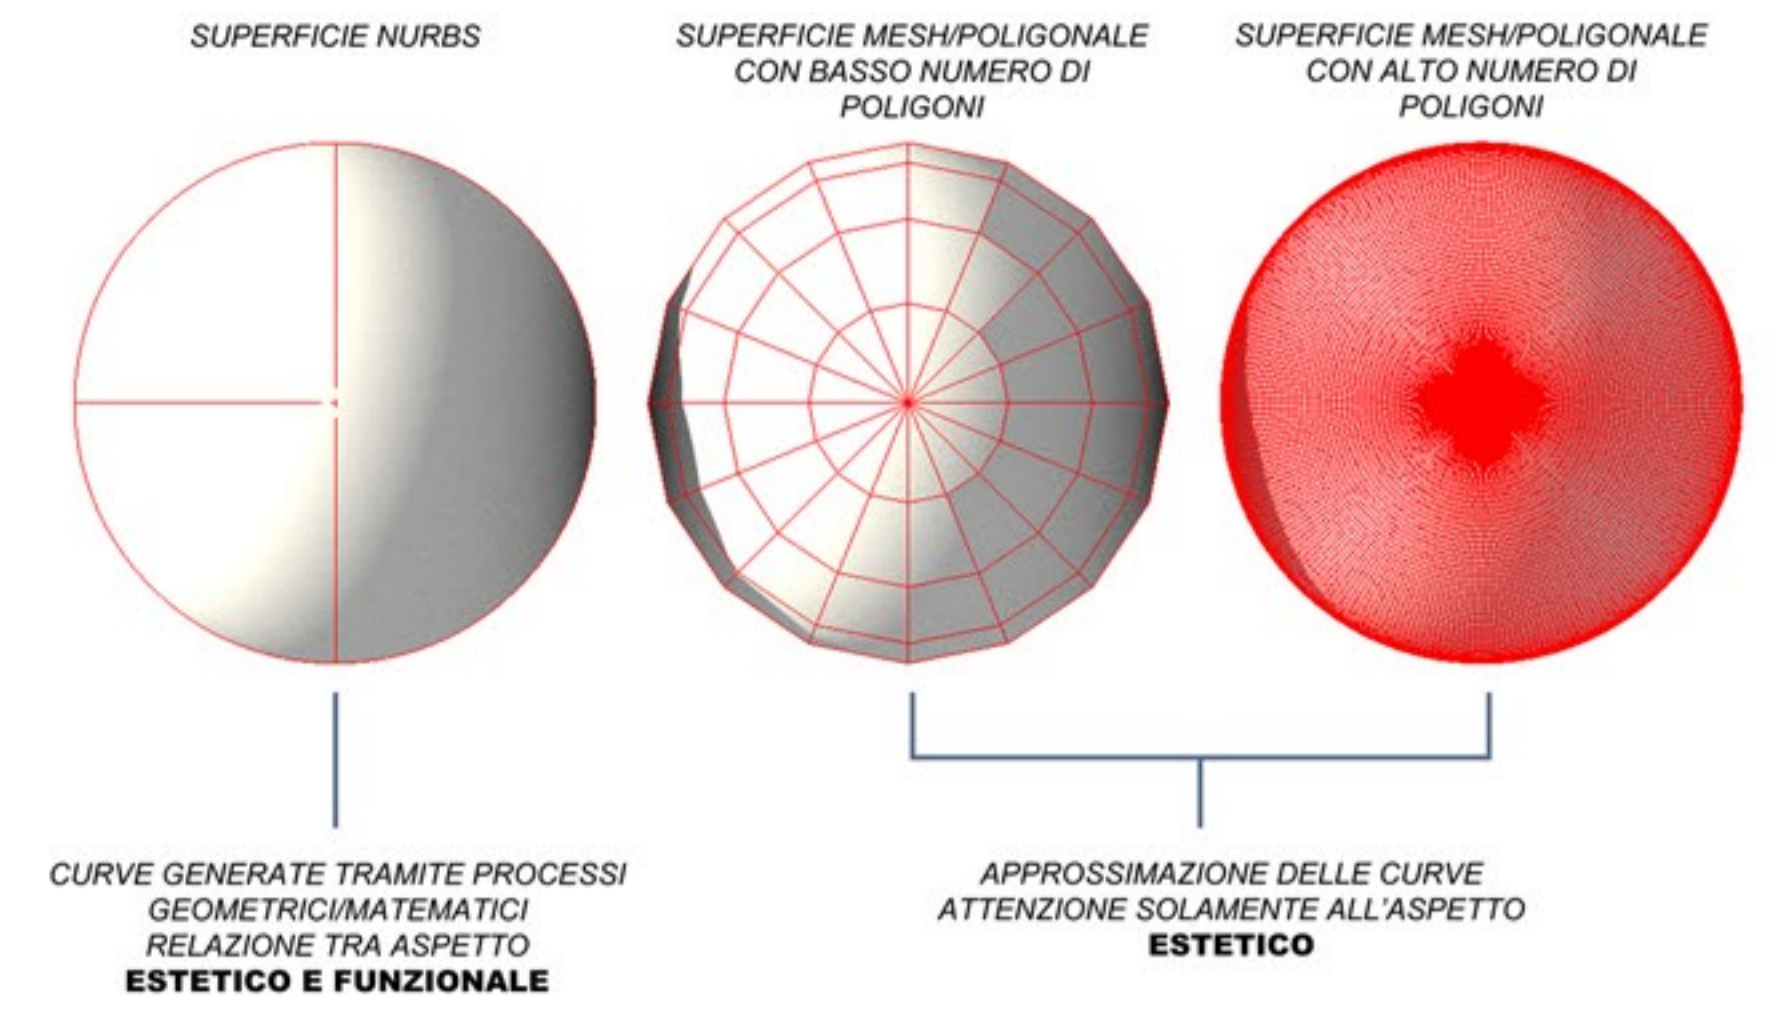 SUPERFICIE NURBS
SUPERFICIE MESH/POLIGONALE
CON BASSO NUMERO DI
POLIGONI
SUPERFICIE MESH/POLIGONALE
CON ALTO NUMERO DI
POLIGONI
CURVE GENERATE TRAMITE PROCESSI
GEOMETRICI/MATEMATICI
RELAZIONE TRA ASPETTO
ESTETICO E FUNZIONALE
APPROSSIMAZIONE DELLE CURVE
ATTENZIONE SOLAMENTE ALL'ASPETTO
ESTETICO